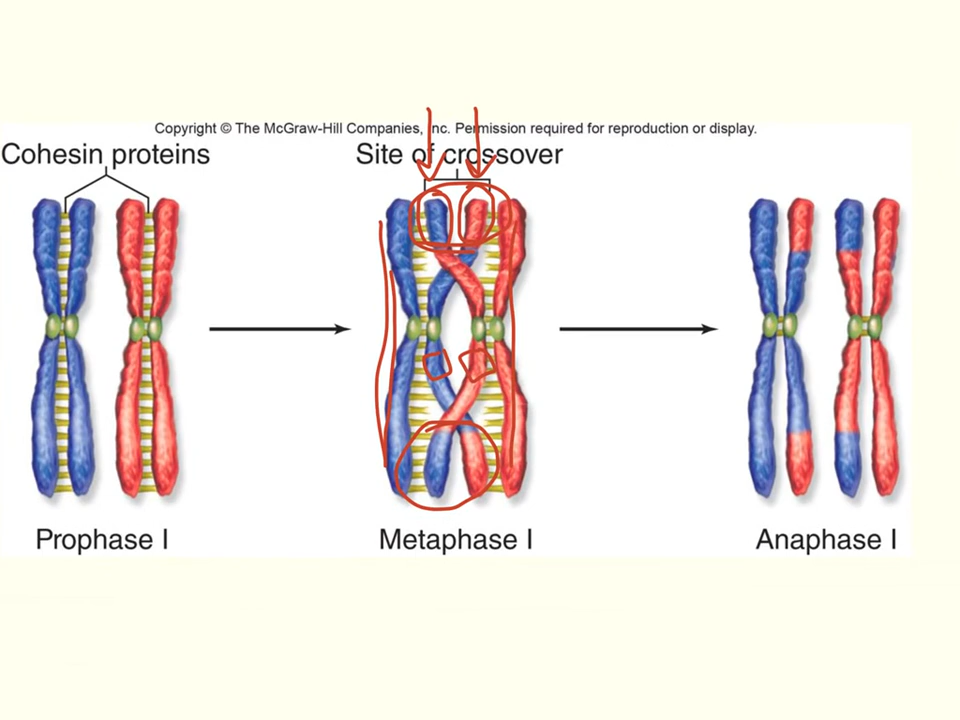 Copyright © The McGraw-Hill Companies, Inc. Permission required for reproduction or display.
Cohesin proteins
Site of crossover
Prophase I
Metaphase I
Anaphase I